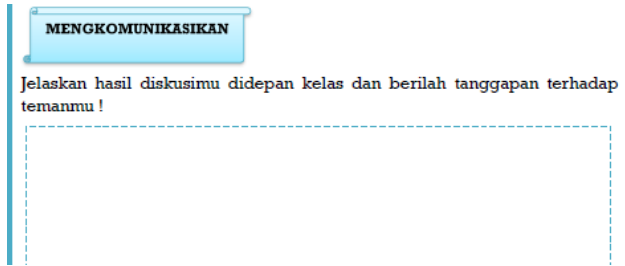 MENGKOMUNIKASIKAN
Jelaskan hasil diskusimu didepan kelas dan berilah tanggapan terhadap
temanmu !